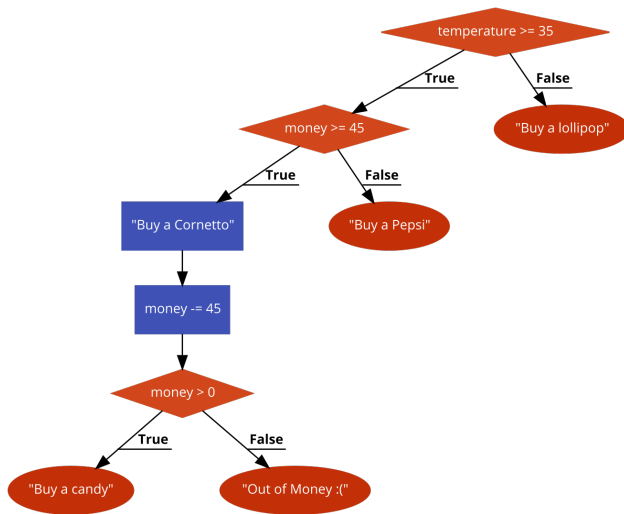 temperature >= 35
True
False
money >= 45
"Buy a lollipop"
True
False
"Buy a Cornetto"
"Buy a Pepsi"
money -= 45
money > 0
True
False
"Buy a candy"
"Out of Money :("